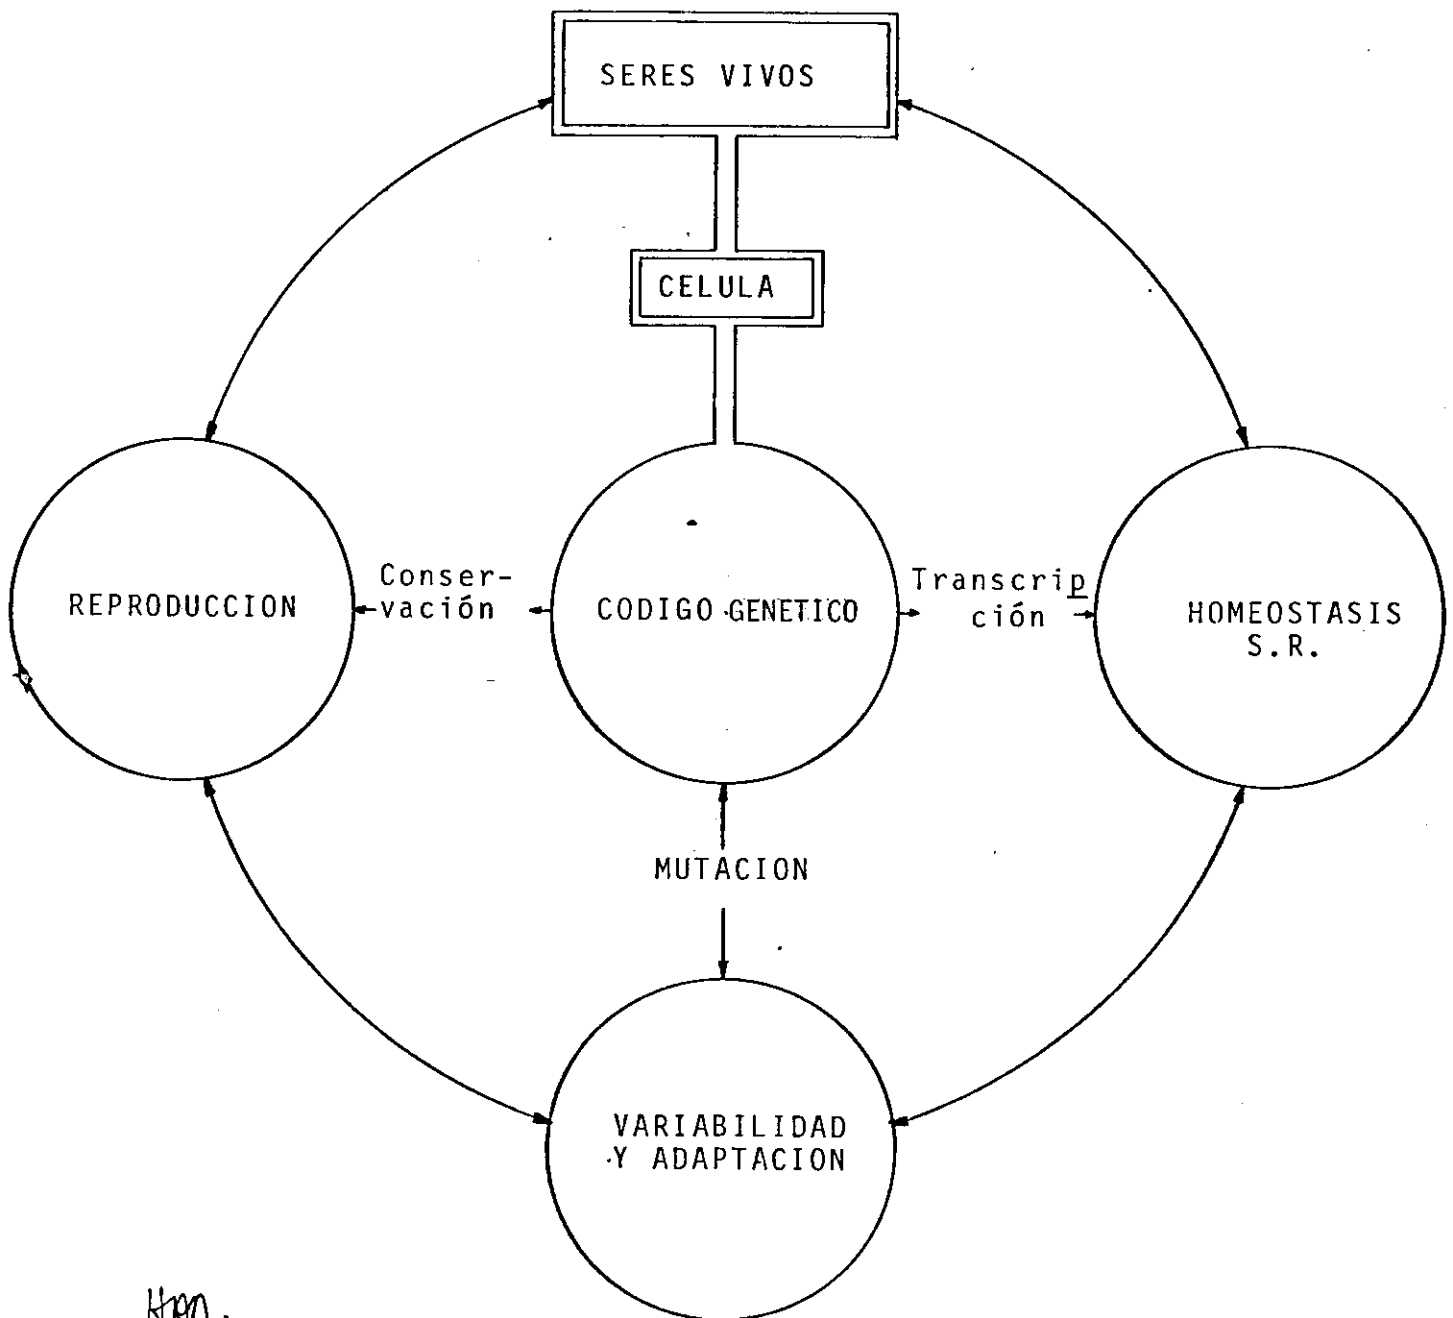 SERES VIVOS
CELULA
Conser-
vación
Transcrip
ción
REPRODUCCION
CODIGO GENETICO
HOMEOSTASIS
S.R.
MUTACION
VARIABILIDAD
Y ADAPTACION